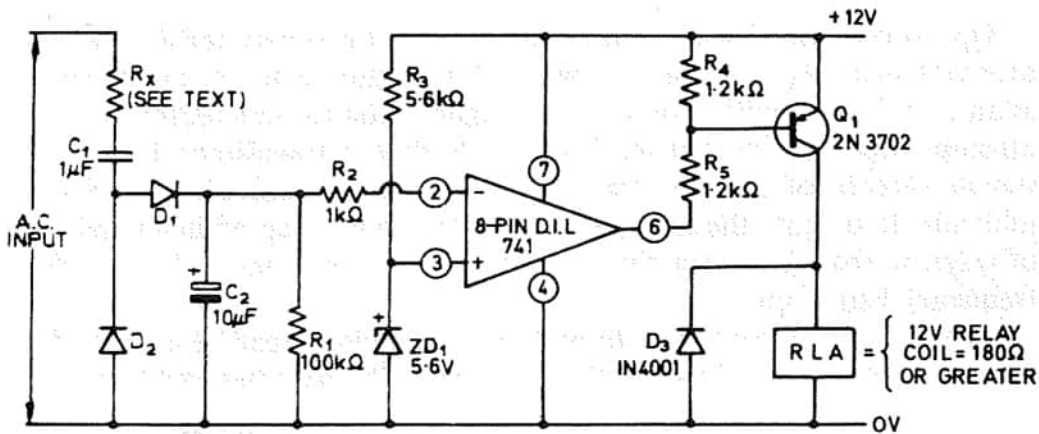 +12V
RX
(SEE TEXT)
C1
1µF
A.C.
INPUT
D1
D2
+
C2
10µF
R1
100kΩ
R2
1kΩ
R3
5·6kΩ
+
ZD1
5·6V
2
3
−
+
8-PIN D.I.L
741
7
4
6
R4
1·2kΩ
R5
1·2kΩ
Q1
2N 3702
D3
IN4001
RLA
=
12V RELAY
COIL = 180Ω
OR GREATER
0V